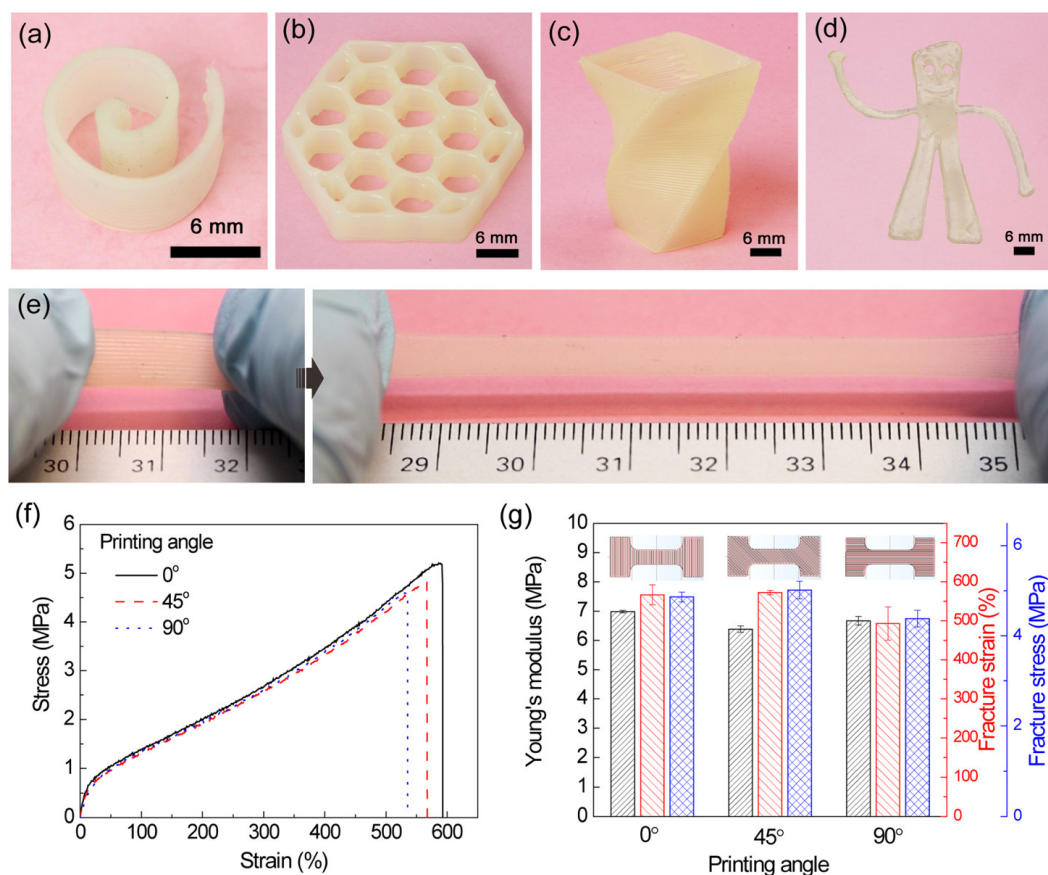 (a)
(b)
(c)
(d)
6 mm
6 mm
6 mm
6 mm
(e)
30 31 32
29 30 31 32 33 34 35
(f)
Printing angle
0°
45°
90°
Stress (MPa)
6
5
4
3
2
1
0
0 100 200 300 400 500 600
Strain (%)
(g)
Young's modulus (MPa)
10
9
8
7
6
5
4
3
2
1
0
0° 45° 90°
Printing angle
700
600
500
400
300
200
100
0
Fracture strain (%)
6
4
2
0
Fracture stress (MPa)